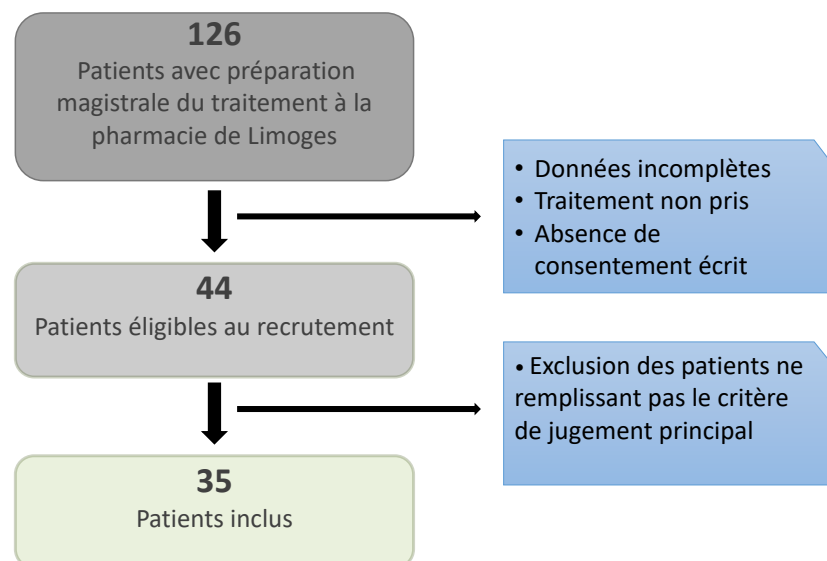 126
Patients avec préparation
magistrale du traitement à la
pharmacie de Limoges
• Données incomplètes
• Traitement non pris
• Absence de
consentement écrit
44
Patients éligibles au recrutement
• Exclusion des patients ne
remplissant pas le critère
de jugement principal
35
Patients inclus